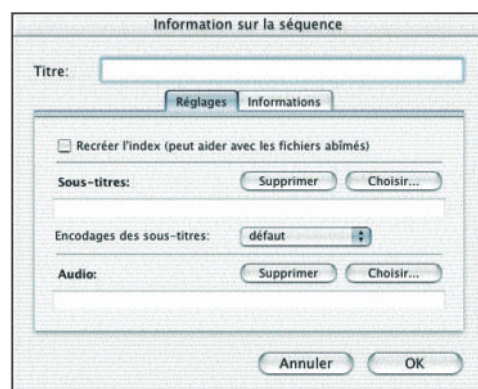 Information sur la séquence
Titre:
Réglages Informations
Recréer l'index (peut aider avec les fichiers abîmés)
Sous-titres: Supprimer Choisir...
Encodages des sous-titres: défaut
Audio: Supprimer Choisir...
Annuler OK